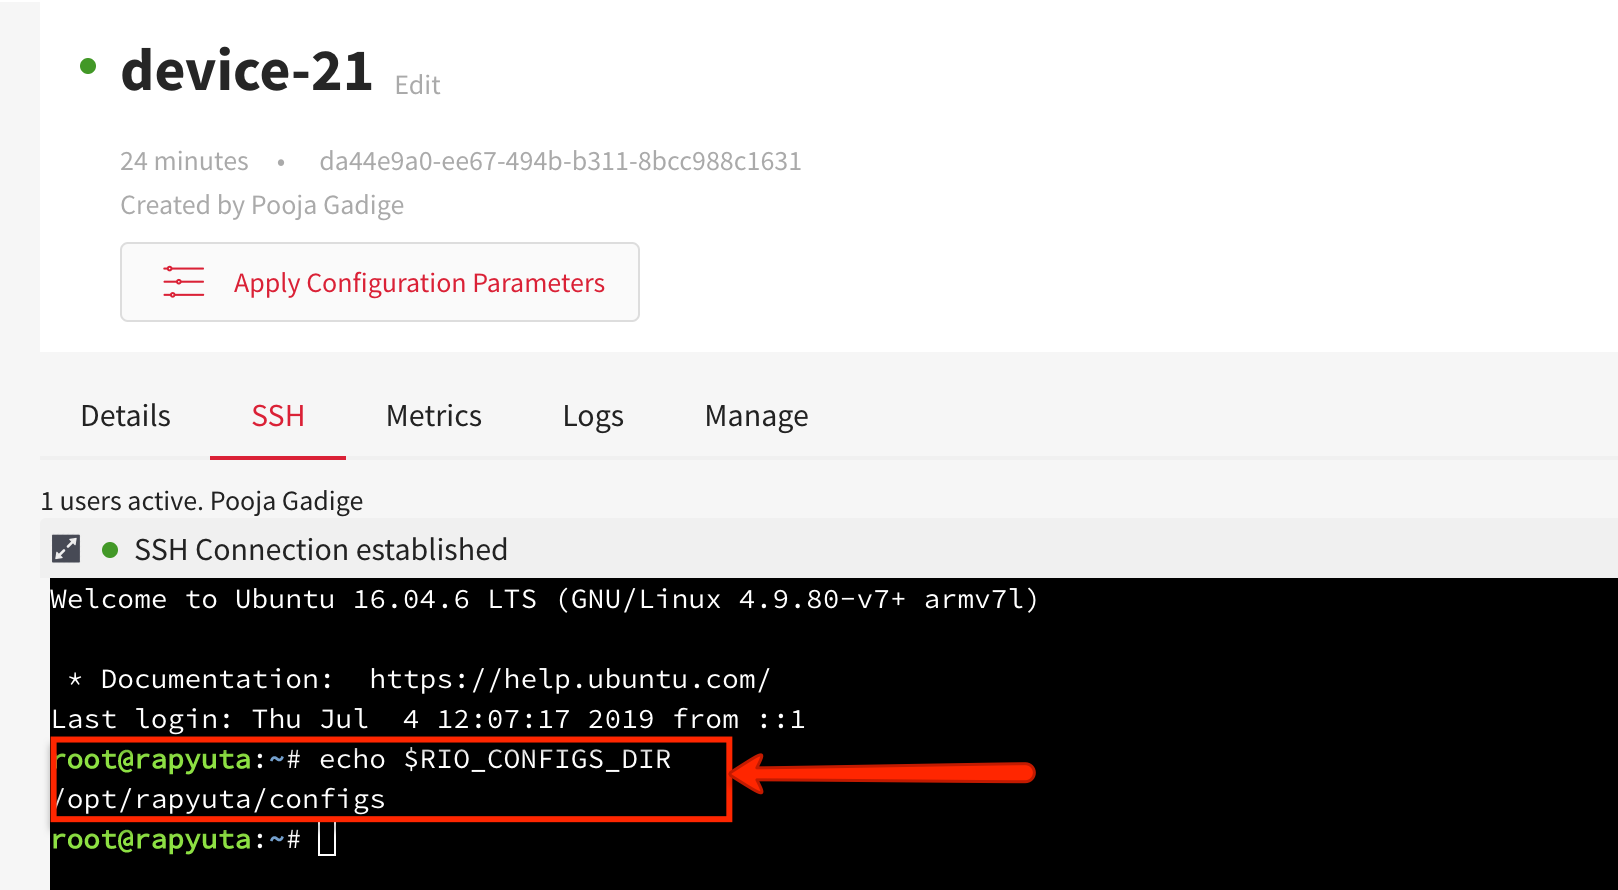 device-21 Edit
24 minutes • da44e9a0-ee67-494b-b311-8bcc988c1631
Created by Pooja Gadige
Apply Configuration Parameters
Details SSH Metrics Logs Manage
1 users active. Pooja Gadige
SSH Connection established
Welcome to Ubuntu 16.04.6 LTS (GNU/Linux 4.9.80-v7+ armv7l)
* Documentation:  https://help.ubuntu.com/
Last login: Thu Jul  4 12:07:17 2019 from ::1
root@rapyuta:~# echo $RIO_CONFIGS_DIR
/opt/rapyuta/configs
root@rapyuta:~#